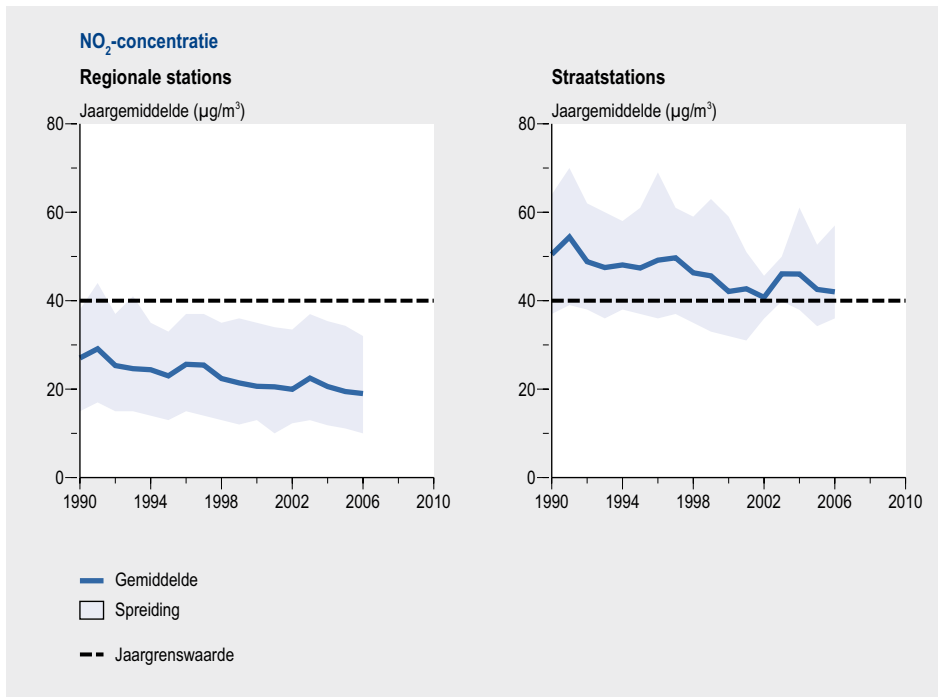 NO₂-concentratie
Regionale stations
Jaargemiddelde (µg/m³)
80
60
40
20
0
1990 1994 1998 2002 2006 2010
Straatstations
Jaargemiddelde (µg/m³)
80
60
40
20
0
1990 1994 1998 2002 2006 2010
Gemiddelde
Spreiding
Jaargrenswaarde